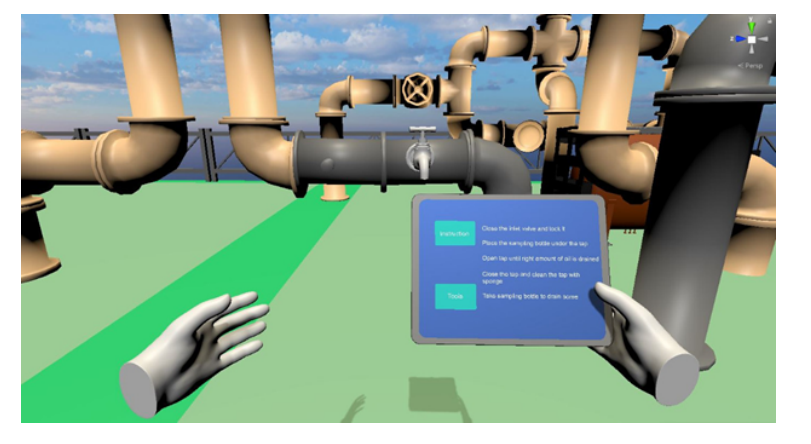 Instruction
Close the inlet valve and lock it
Place the sampling bottle under the tap
Open tap until right amount of oil is drained
Close the tap and clean the tap with
sponge
Tools
Take sampling bottle to drain
Persp